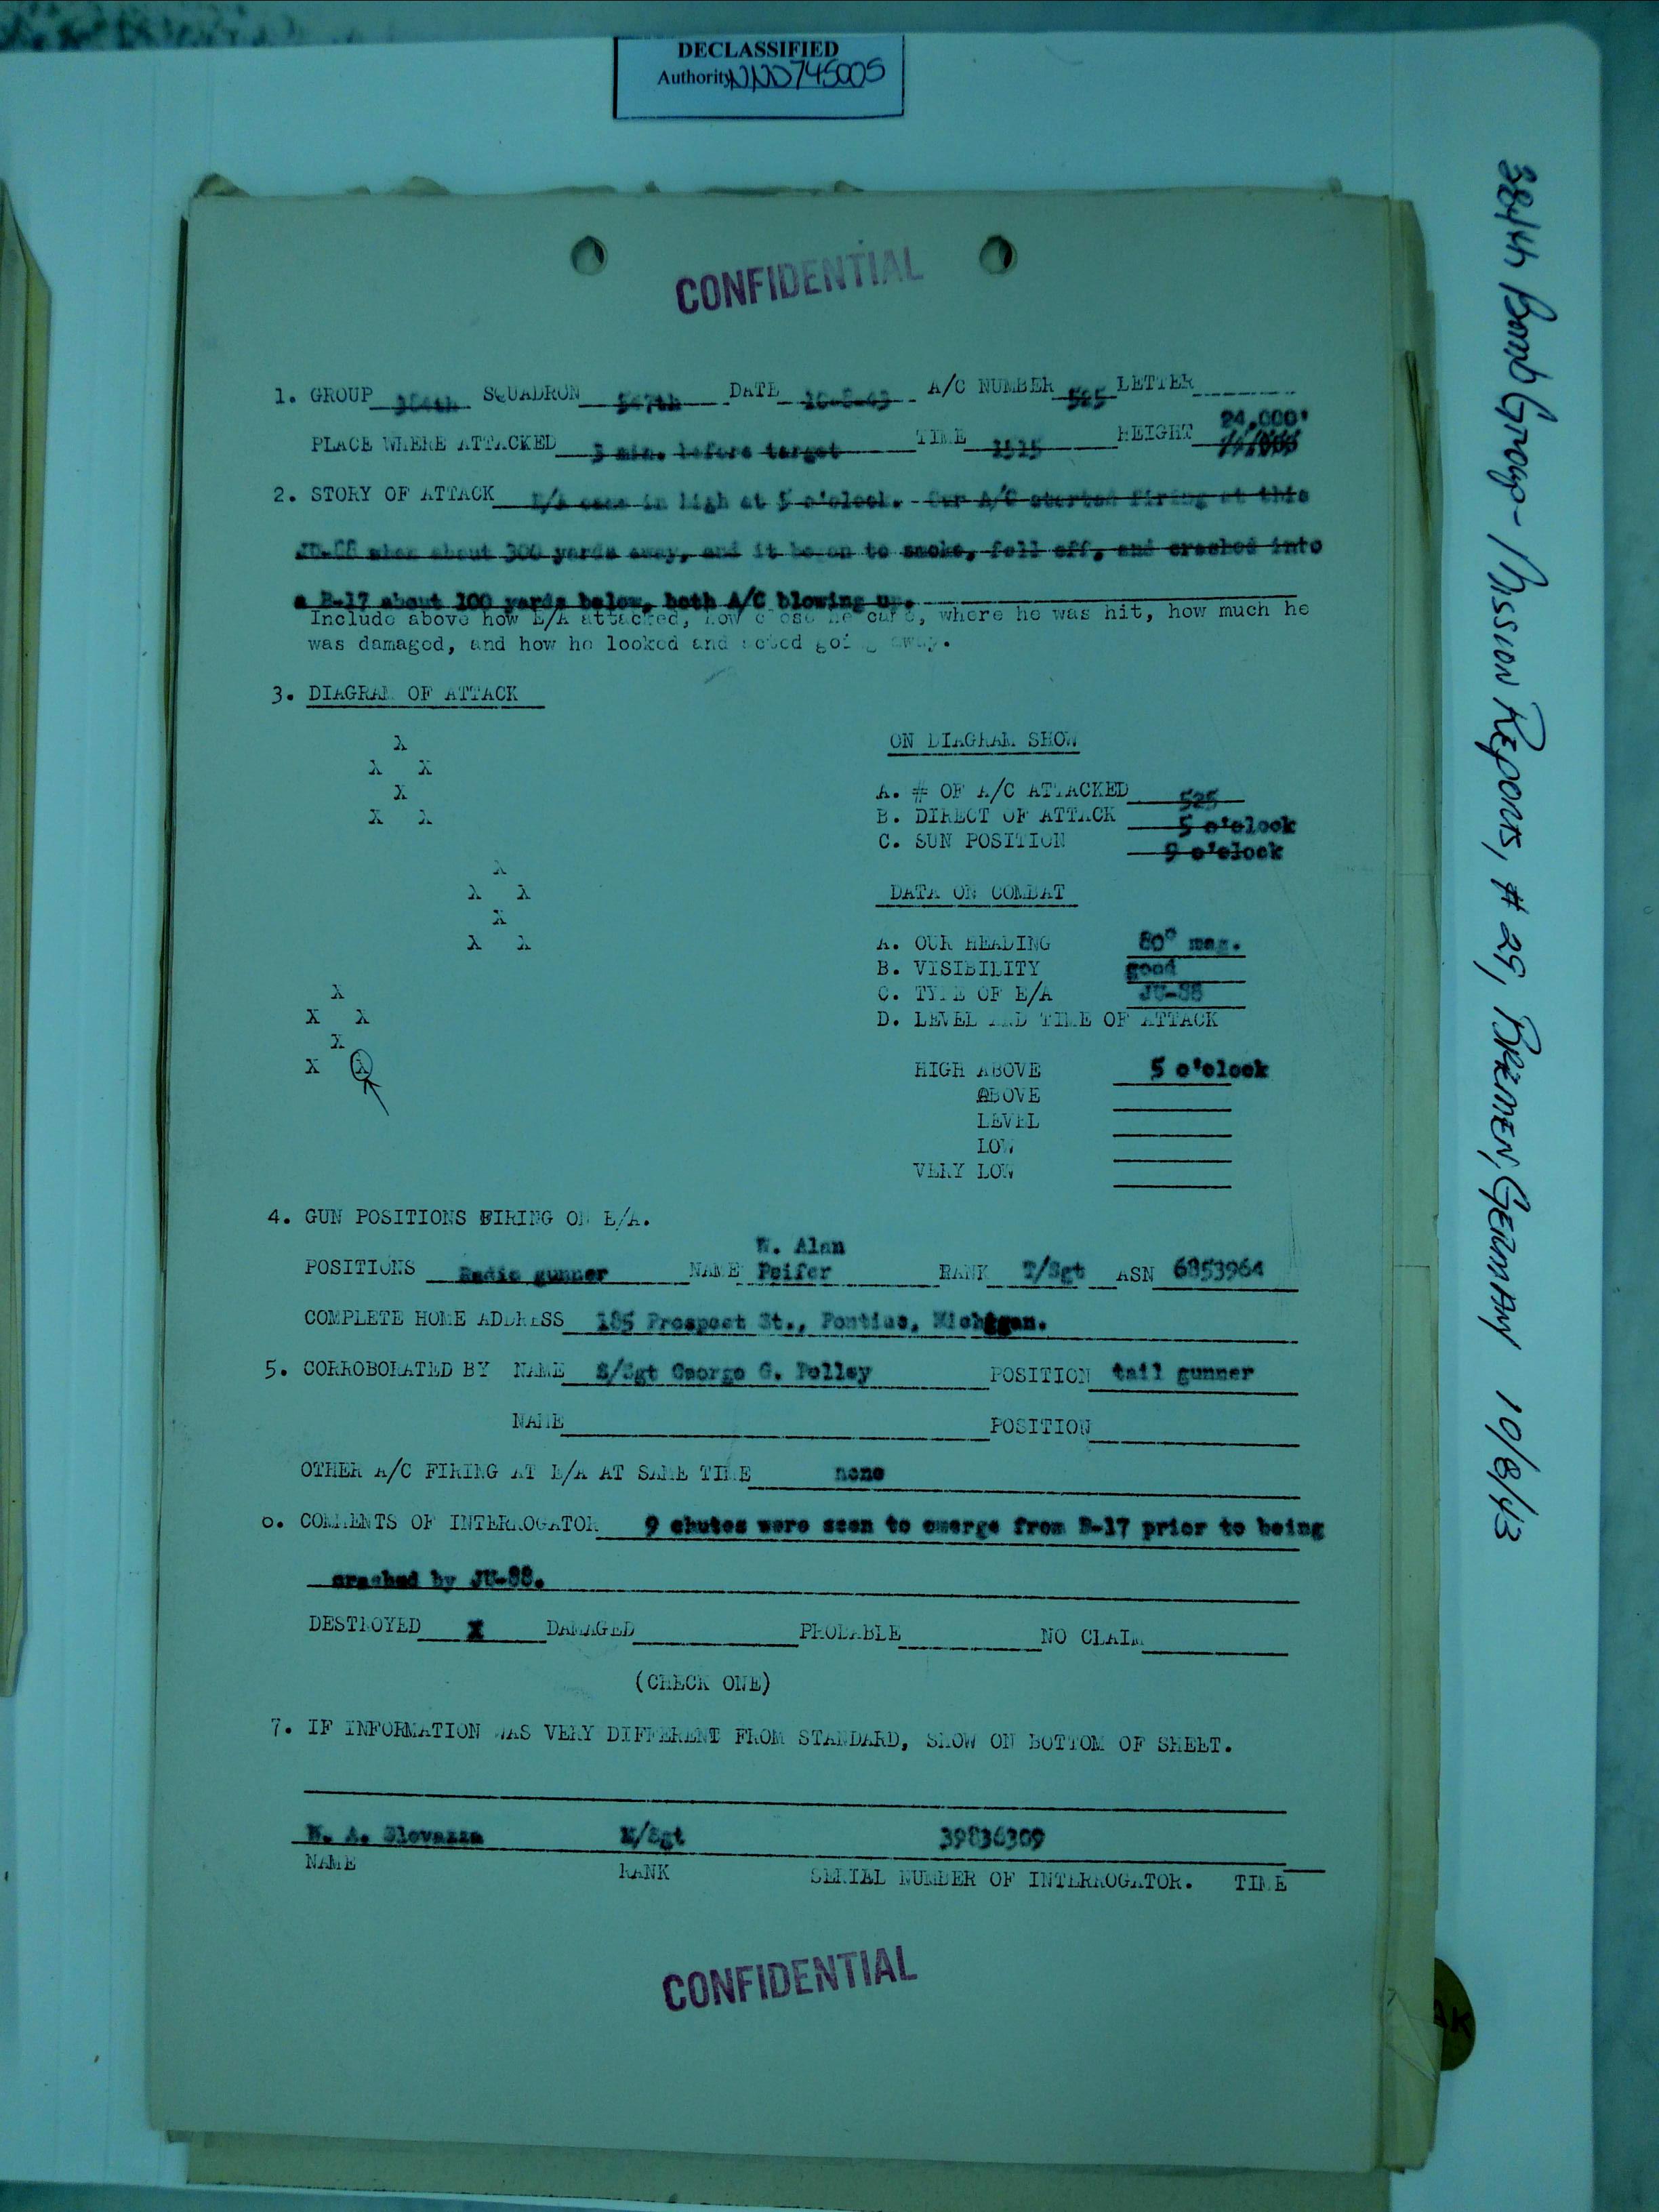 DECLASSIFIED
Authority NND745005
CONFIDENTIAL
1. GROUP 384th SQUADRON 547th DATE 10-8-43 A/C NUMBER 525 LETTER
24,000'
PLACE WHERE ATTACKED 3 min. before target TIME 1515 HEIGHT
2. STORY OF ATTACK E/A came in high at 5 o'clock. Our A/C started firing at this
JU-88 when about 300 yards away, and it began to smoke, fell off, and crashed into
a B-17 about 100 yards below, both A/C blowing up.
Include above how E/A attacked, how close he came, where he was hit, how much he
was damaged, and how he looked and acted going away.
3. DIAGRAM OF ATTACK
X
X X
X
X X
X
X X
X
X X
X
X X
X
X X
ON DIAGRAM SHOW
A. # OF A/C ATTACKED 525
B. DIRECT OF ATTACK 5 o'clock
C. SUN POSITION 9 o'clock
DATA ON COMBAT
A. OUR HEADING 80° mag.
B. VISIBILITY good
C. TYPE OF E/A JU-88
D. LEVEL AND TIME OF ATTACK
HIGH ABOVE 5 o'clock
ABOVE
LEVEL
LOW
VERY LOW
4. GUN POSITIONS FIRING ON E/A.
W. Alan
POSITIONS Radio gunner NAME Peifer RANK T/Sgt ASN 6853964
COMPLETE HOME ADDRESS 185 Prospect St., Pontiac, Michigan.
5. CORROBORATED BY NAME S/Sgt George G. Polley POSITION tail gunner
NAME POSITION
OTHER A/C FIRING AT E/A AT SAME TIME none
6. COMMENTS OF INTERROGATOR 9 chutes were seen to emerge from B-17 prior to being
crashed by JU-88.
DESTROYED X DAMAGED PROBABLE NO CLAIM
(CHECK ONE)
7. IF INFORMATION WAS VERY DIFFERENT FROM STANDARD, SHOW ON BOTTOM OF SHEET.
W. A. Slovazza M/Sgt 39836309
NAME RANK SERIAL NUMBER OF INTERROGATOR. TIME
CONFIDENTIAL
384th Bomb Group - Mission Reports, # 25, BREMEN, GERMANY 10/8/43
AK